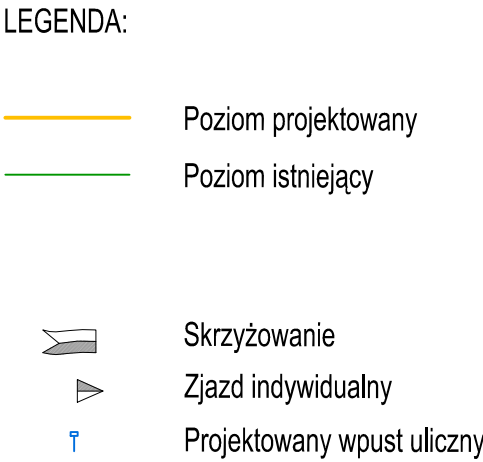 LEGENDA:
Poziom projektowany
Poziom istniejący
Skrzyżowanie
Zjazd indywidualny
Projektowany wpust uliczny